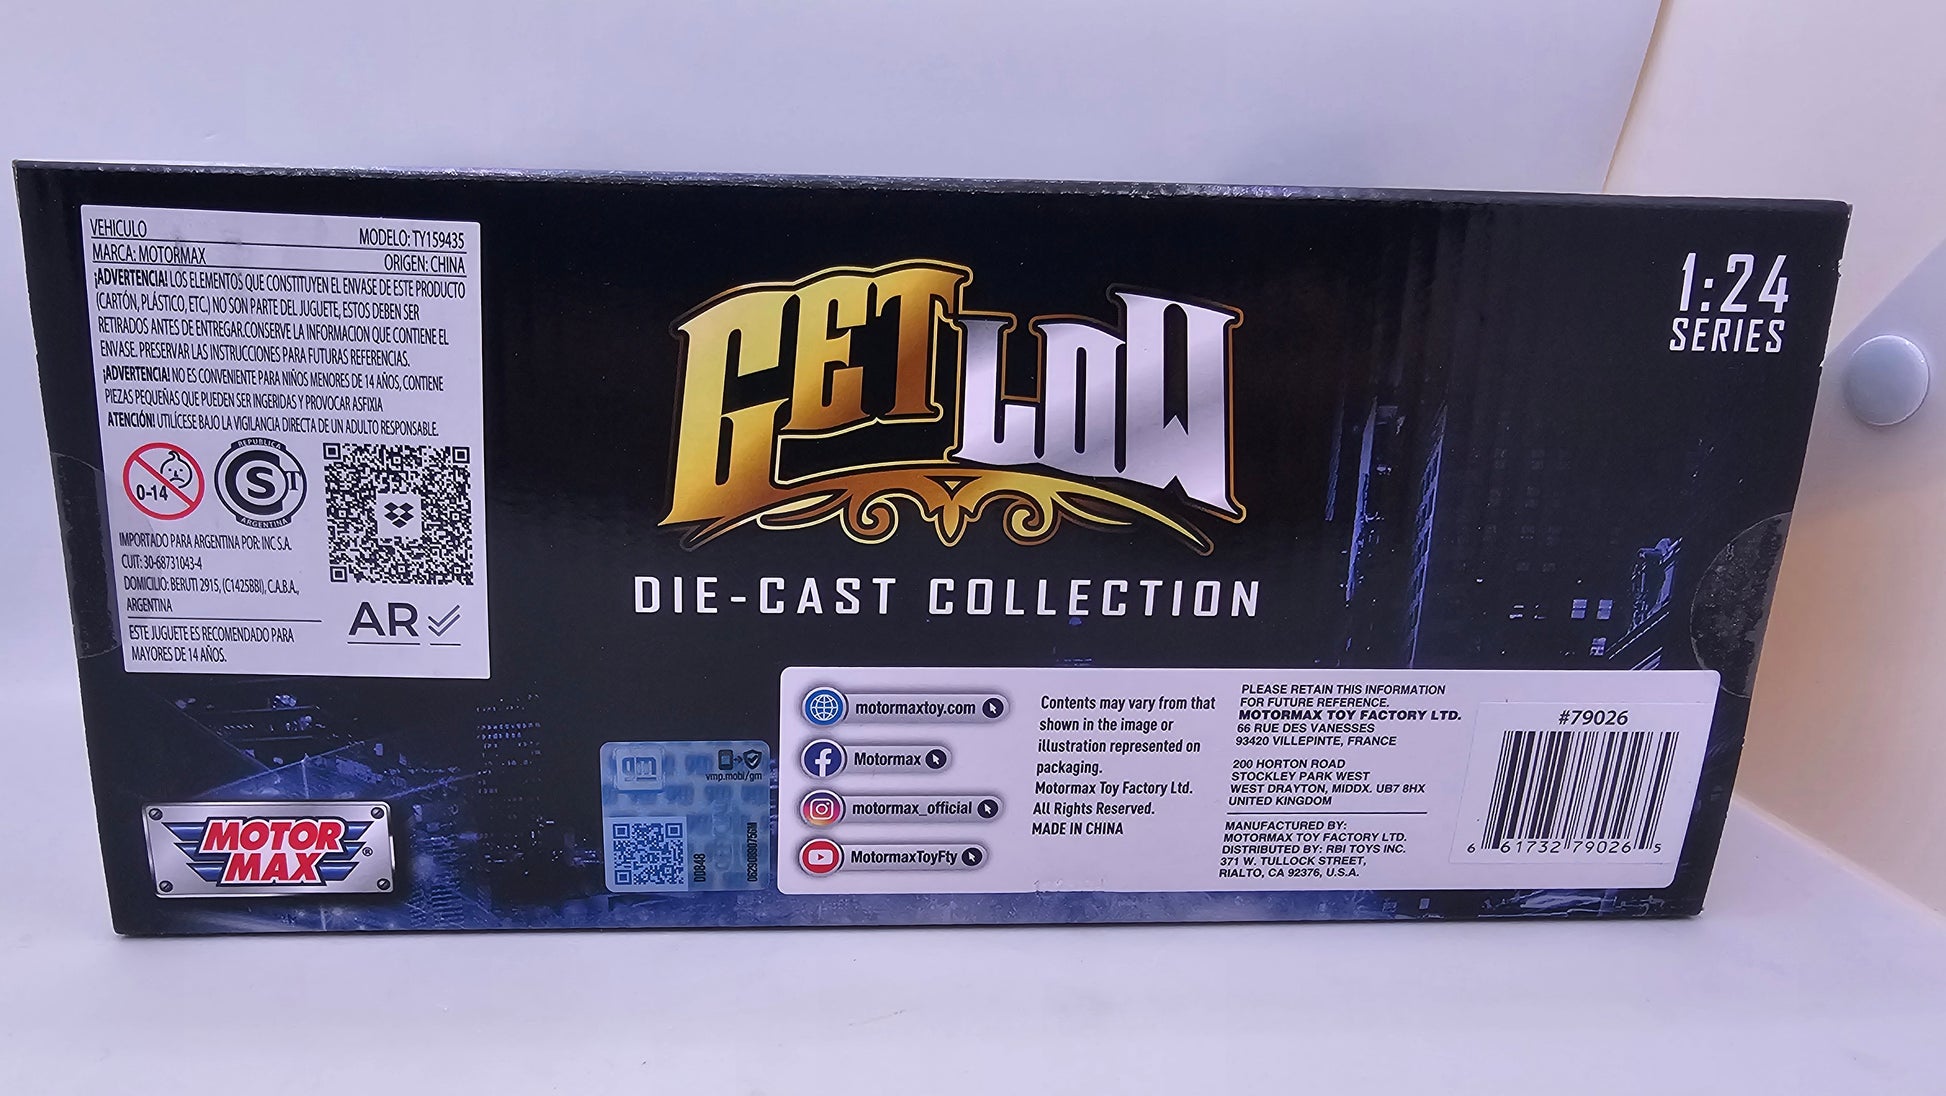 VEHICULO
MODELO: TY159435
MARCA: MOTORMAX
ORIGEN: CHINA
¡ADVERTENCIA! LOS ELEMENTOS QUE CONSTITUYEN EL ENVASE DE ESTE PRODUCTO
(CARTÓN, PLÁSTICO, ETC.) NO SON PARTE DEL JUGUETE, ESTOS DEBEN SER
RETIRADOS ANTES DE ENTREGAR.CONSERVE LA INFORMACION QUE CONTIENE EL
ENVASE. PRESERVAR LAS INSTRUCCIONES PARA FUTURAS REFERENCIAS.
¡ADVERTENCIA! NO ES CONVENIENTE PARA NIÑOS MENORES DE 14 AÑOS, CONTIENE
PIEZAS PEQUEÑAS QUE PUEDEN SER INGERIDAS Y PROVOCAR ASFIXIA
ATENCIÓN! UTILÍCESE BAJO LA VIGILANCIA DIRECTA DE UN ADULTO RESPONSABLE.
0-14
REPUBLICA
S T
ARGENTINA
IMPORTADO PARA ARGENTINA POR: INC S.A.
CUIT: 30-68731043-4
DOMICILIO: BERUTI 2915, (C1425BBI), C.A.B.A.,
ARGENTINA
AR
ESTE JUGUETE ES RECOMENDADO PARA
MAYORES DE 14 AÑOS.
MOTOR
MAX®
GET LOW
DIE-CAST COLLECTION
1:24
SERIES
gm
vmp.mobi/gm
DD848
motormaxtoy.com
Motormax
motormax_official
MotormaxToyFty
Contents may vary from that
shown in the image or
illustration represented on
packaging.
Motormax Toy Factory Ltd.
All Rights Reserved.
MADE IN CHINA
PLEASE RETAIN THIS INFORMATION
FOR FUTURE REFERENCE.
MOTORMAX TOY FACTORY LTD.
66 RUE DES VANESSES
93420 VILLEPINTE, FRANCE
200 HORTON ROAD
STOCKLEY PARK WEST
WEST DRAYTON, MIDDX. UB7 8HX
UNITED KINGDOM
MANUFACTURED BY:
MOTORMAX TOY FACTORY LTD.
DISTRIBUTED BY: RBI TOYS INC.
371 W. TULLOCK STREET,
RIALTO, CA 92376, U.S.A.
#79026
6 61732 79026 5